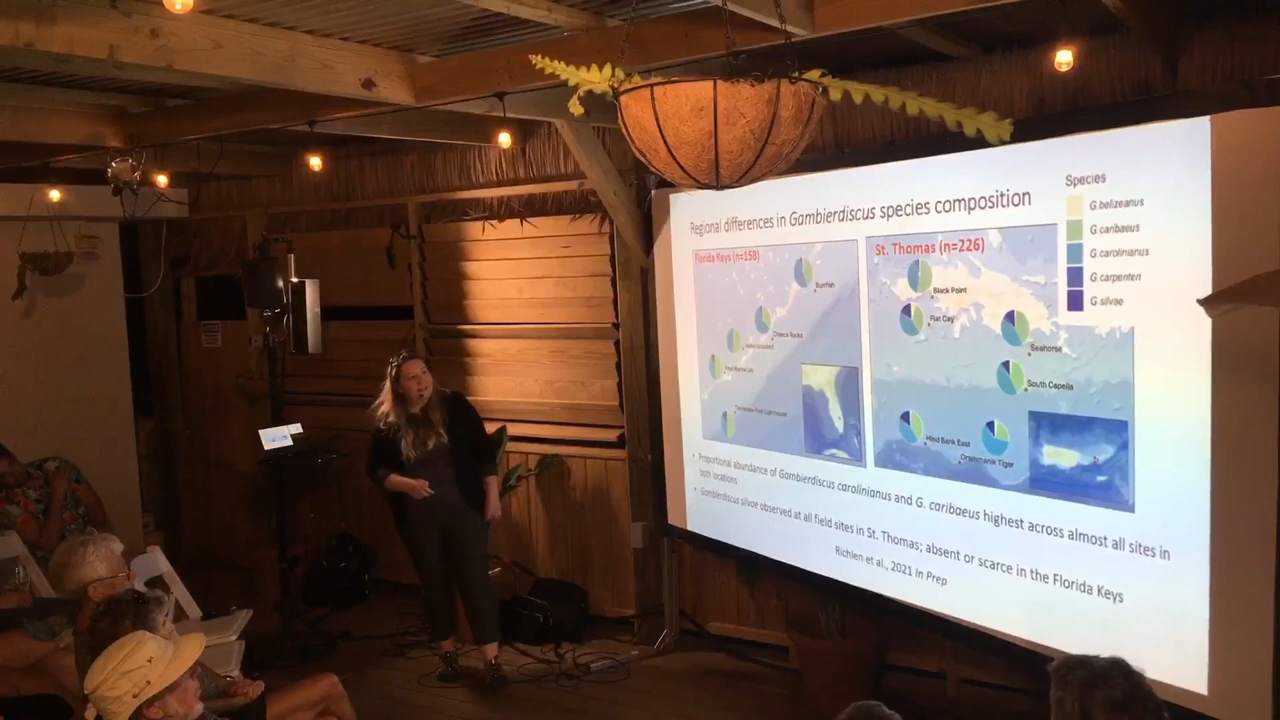 Regional differences in Gambierdiscus species composition
Species
G.belizeanus
G.caribaeus
G.carolinianus
G.carpenteri
G.silvae
Florida Keys (n=158)
Burrfish
Cheeca Rocks
Tennessee Reef Lighthouse
St. Thomas (n=226)
Black Point
Flat Cay
Seahorse
South Capella
Hind Bank East
Grammanik Tiger
• Proportional abundance of Gambierdiscus carolinianus and G. caribaeus highest across almost all sites in
both locations
• Gambierdiscus silvae observed at all field sites in St. Thomas; absent or scarce in the Florida Keys
Richlen et al., 2021 In Prep